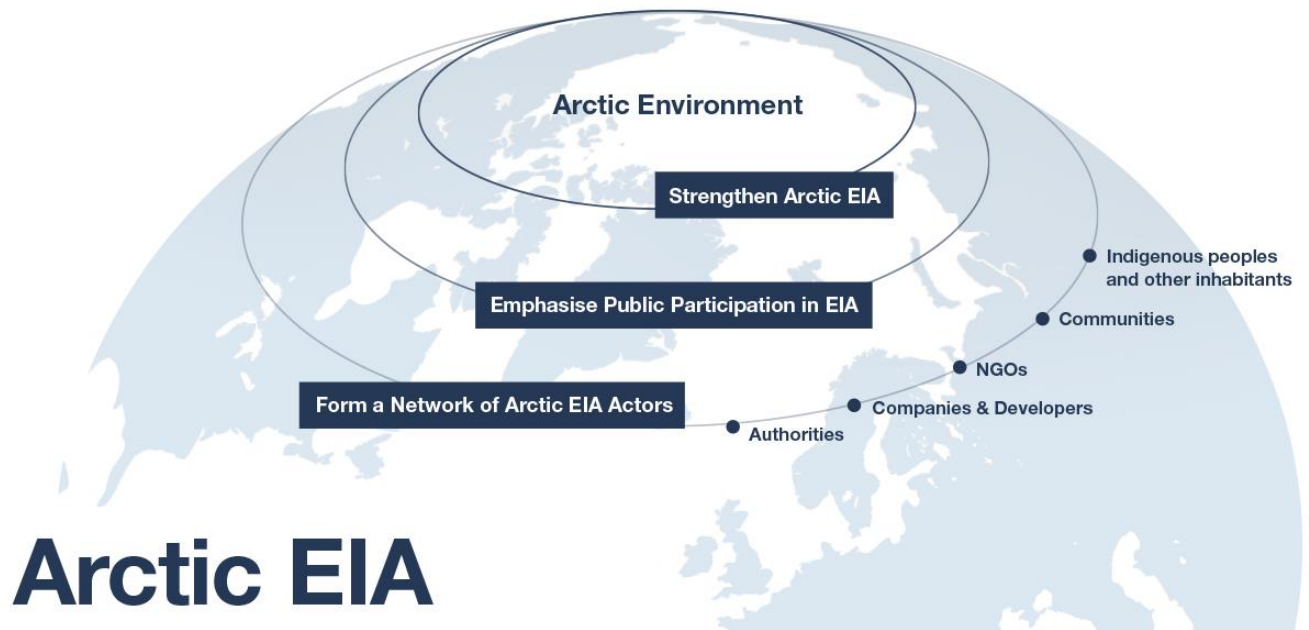 Arctic Environment
Strengthen Arctic EIA
Emphasise Public Participation in EIA
Form a Network of Arctic EIA Actors
Indigenous peoples
and other inhabitants
Communities
NGOs
Companies & Developers
Authorities
Arctic EIA